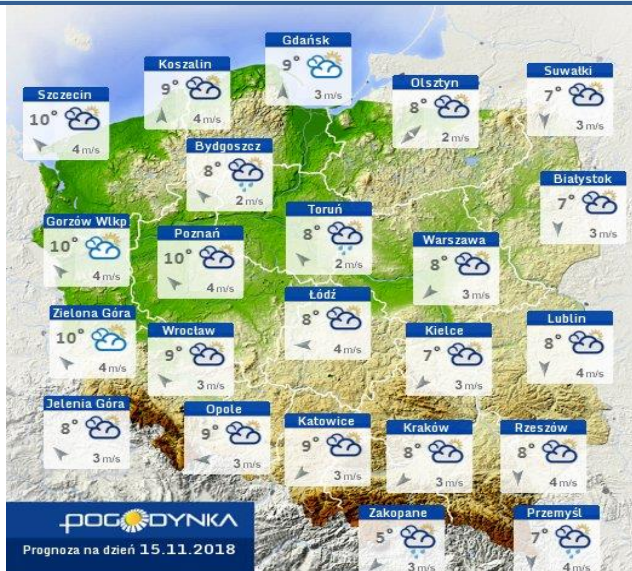 Gdańsk
9°
3 m/s
Koszalin
9°
4 m/s
Suwałki
7°
3 m/s
Olsztyn
8°
2 m/s
Szczecin
10°
4 m/s
Bydgoszcz
8°
2 m/s
Białystok
7°
3 m/s
Toruń
8°
2 m/s
Gorzów Wlkp
10°
4 m/s
Poznań
10°
4 m/s
Warszawa
8°
3 m/s
Łódź
8°
4 m/s
Zielona Góra
10°
4 m/s
Lublin
8°
4 m/s
Wrocław
9°
3 m/s
Kielce
7°
3 m/s
Jelenia Góra
8°
3 m/s
Opole
9°
3 m/s
Katowice
9°
3 m/s
Kraków
8°
3 m/s
Rzeszów
8°
4 m/s
Zakopane
5°
3 m/s
Przemyśl
7°
4 m/s
POGODYNKA
Prognoza na dzień 15.11.2018